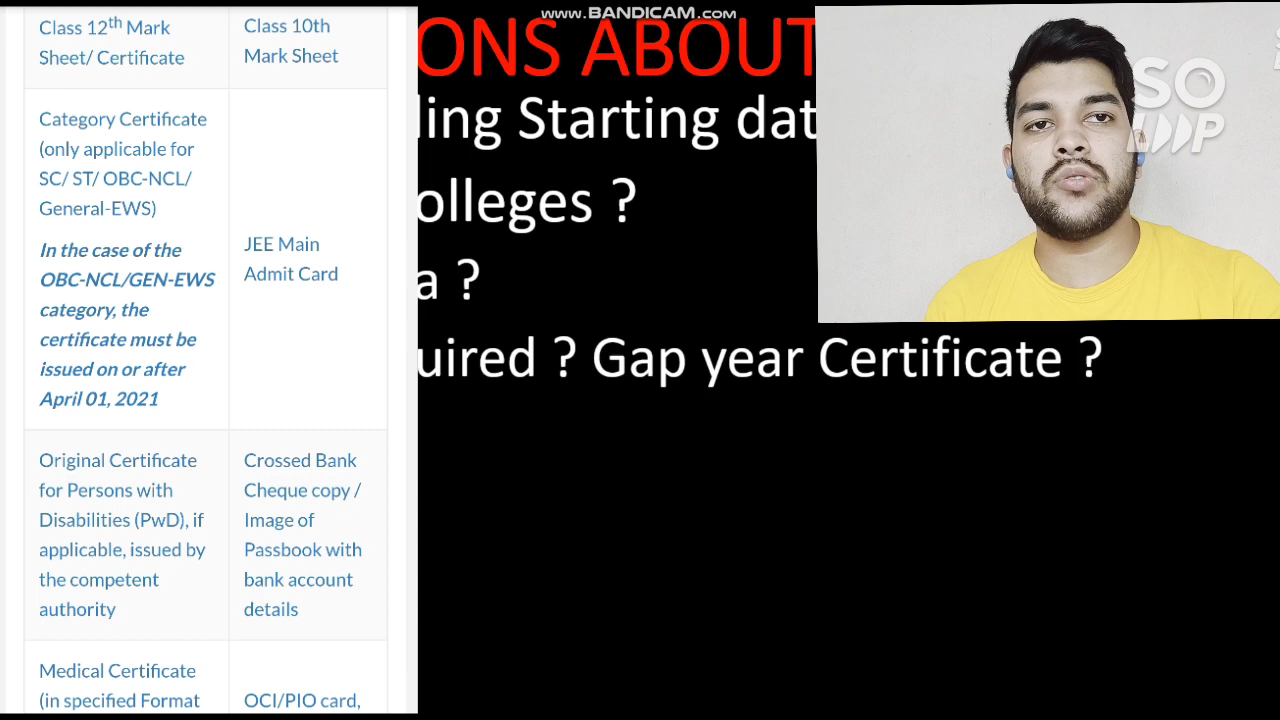 www.BANDICAM.com
Class 12th Mark
Sheet/ Certificate
Class 10th
Mark Sheet
Category Certificate
(only applicable for
SC/ ST/ OBC-NCL/
General-EWS)
In the case of the
OBC-NCL/GEN-EWS
category, the
certificate must be
issued on or after
April 01, 2021
JEE Main
Admit Card
Original Certificate
for Persons with
Disabilities (PwD), if
applicable, issued by
the competent
authority
Crossed Bank
Cheque copy /
Image of
Passbook with
bank account
details
Medical Certificate
(in specified Format
OCI/PIO card,
ONS ABOUT
ling Starting dat
olleges ?
a ?
uired ? Gap year Certificate ?
SO
LOOP